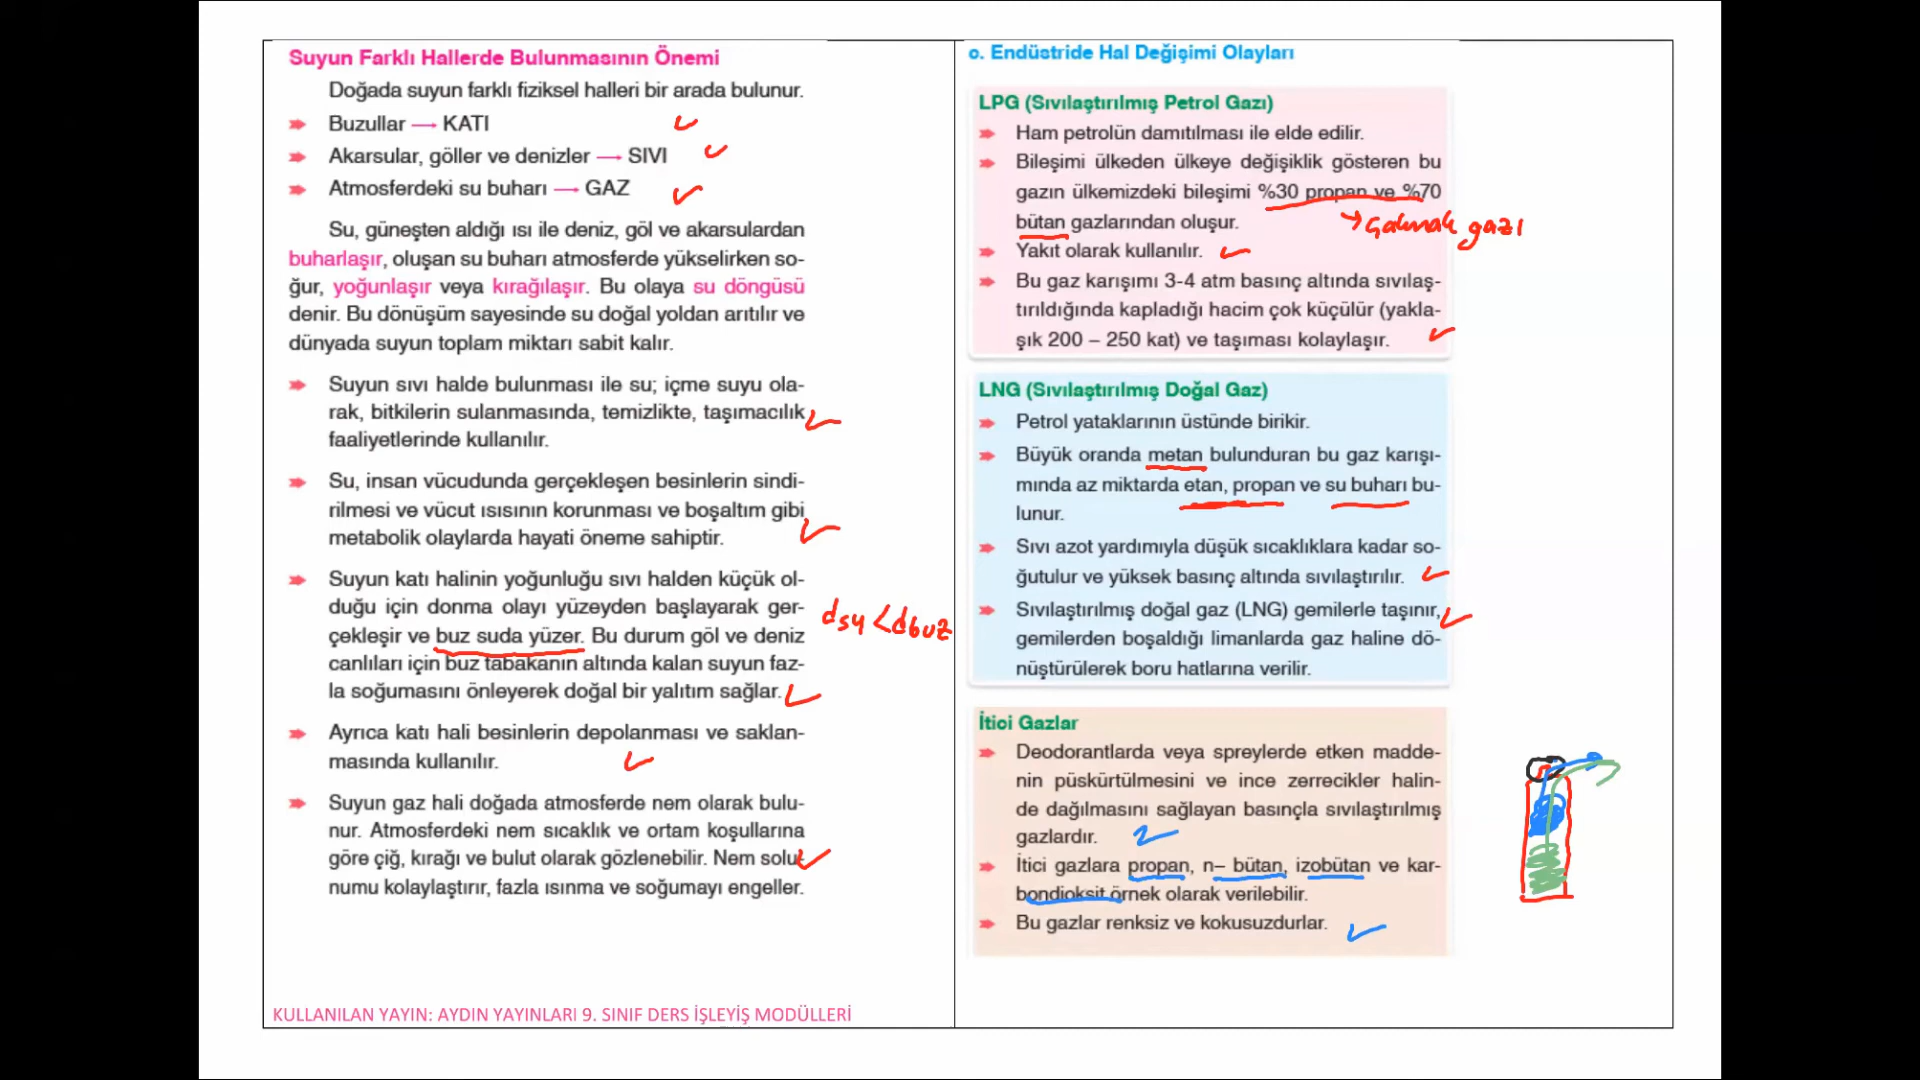 Suyun Farklı Hallerde Bulunmasının Önemi
Doğada suyun farklı fiziksel halleri bir arada bulunur.
Buzullar → KATI
Akarsular, göller ve denizler → SIVI
Atmosferdeki su buharı → GAZ
Su, güneşten aldığı ısı ile deniz, göl ve akarsulardan
buharlaşır, oluşan su buharı atmosferde yükselirken so-
ğur, yoğunlaşır veya kırağılaşır. Bu olaya su döngüsü
denir. Bu dönüşüm sayesinde su doğal yoldan arıtılır ve
dünyada suyun toplam miktarı sabit kalır.
Suyun sıvı halde bulunması ile su; içme suyu ola-
rak, bitkilerin sulanmasında, temizlikte, taşımacılık
faaliyetlerinde kullanılır.
Su, insan vücudunda gerçekleşen besinlerin sindi-
rilmesi ve vücut ısısının korunması ve boşaltım gibi
metabolik olaylarda hayati öneme sahiptir.
Suyun katı halinin yoğunluğu sıvı halden küçük ol-
duğu için donma olayı yüzeyden başlayarak ger-
çekleşir ve buz suda yüzer. Bu durum göl ve deniz
canlıları için buz tabakanın altında kalan suyun faz-
la soğumasını önleyerek doğal bir yalıtım sağlar.
dsu < dbuz
Ayrıca katı hali besinlerin depolanması ve saklan-
masında kullanılır.
Suyun gaz hali doğada atmosferde nem olarak bulu-
nur. Atmosferdeki nem sıcaklık ve ortam koşullarına
göre çiğ, kırağı ve bulut olarak gözlenebilir. Nem solu-
numu kolaylaştırır, fazla ısınma ve soğumayı engeller.
KULLANILAN YAYIN: AYDIN YAYINLARI 9. SINIF DERS İŞLEYİŞ MODÜLLERİ
o. Endüstride Hal Değişimi Olayları
LPG (Sıvılaştırılmış Petrol Gazı)
Ham petrolün damıtılması ile elde edilir.
Bileşimi ülkeden ülkeye değişiklik gösteren bu
gazın ülkemizdeki bileşimi %30 propan ve %70
bütan gazlarından oluşur.
→ Çakmak gazı
Yakıt olarak kullanılır.
Bu gaz karışımı 3-4 atm basınç altında sıvılaş-
tırıldığında kapladığı hacim çok küçülür (yakla-
şık 200 – 250 kat) ve taşıması kolaylaşır.
LNG (Sıvılaştırılmış Doğal Gaz)
Petrol yataklarının üstünde birikir.
Büyük oranda metan bulunduran bu gaz karışı-
mında az miktarda etan, propan ve su buharı bu-
lunur.
Sıvı azot yardımıyla düşük sıcaklıklara kadar so-
ğutulur ve yüksek basınç altında sıvılaştırılır.
Sıvılaştırılmış doğal gaz (LNG) gemilerle taşınır,
gemilerden boşaldığı limanlarda gaz haline dö-
nüştürülerek boru hatlarına verilir.
İtici Gazlar
Deodorantlarda veya spreylerde etken madde-
nin püskürtülmesini ve ince zerrecikler halin-
de dağılmasını sağlayan basınçla sıvılaştırılmış
gazlardır.
İtici gazlara propan, n– bütan, izobütan ve kar-
bondioksit örnek olarak verilebilir.
Bu gazlar renksiz ve kokusuzdurlar.